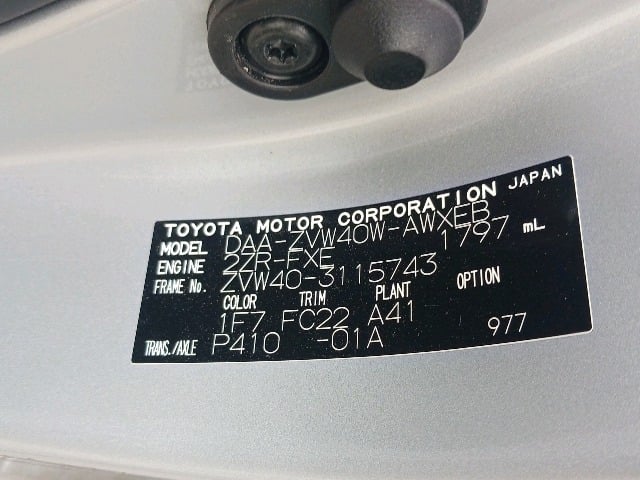 TOYOTA MOTOR CORPORATION JAPAN
MODEL DAA-ZVW40W-AWXEB
ENGINE 2ZR-FXE 1797 mL
FRAME No. ZVW40-3115743
COLOR TRIM PLANT OPTION
1F7 FC22 A41
TRANS./AXLE P410 -01A 977